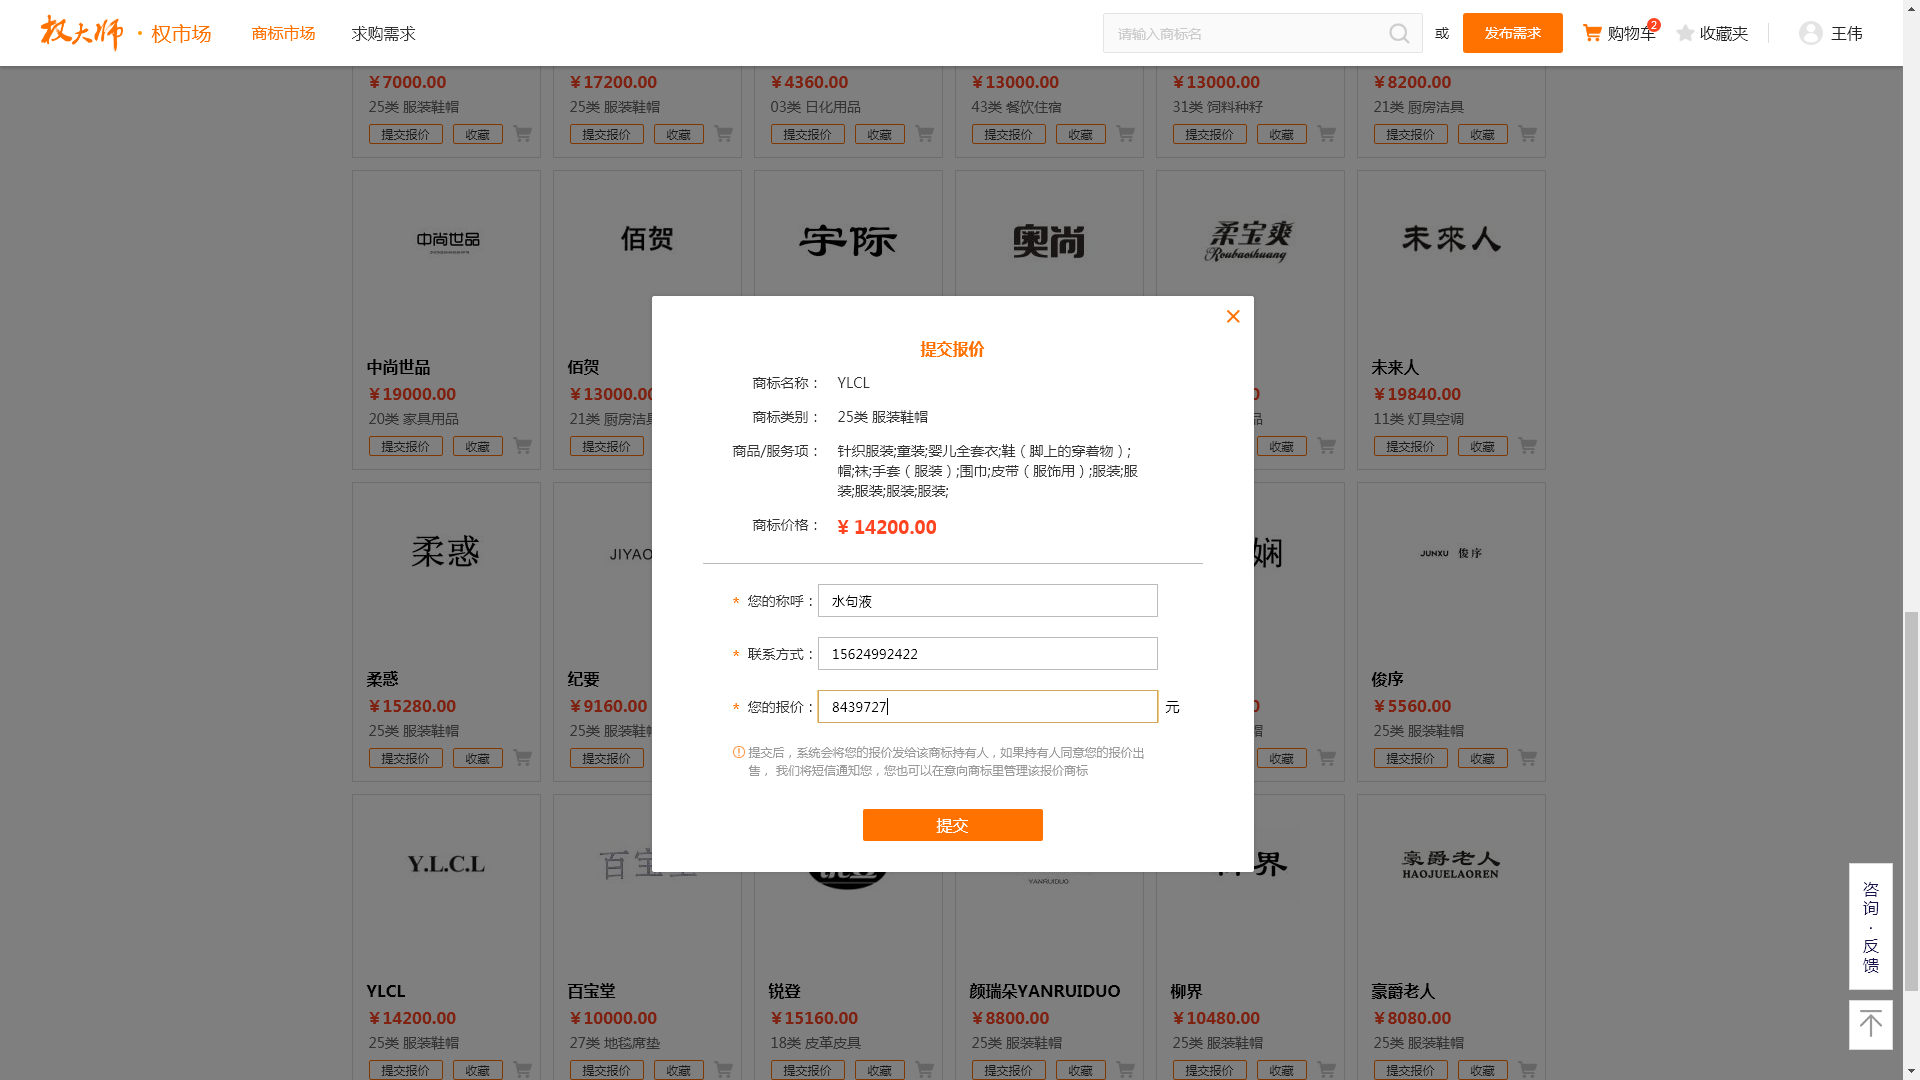 权大师 · 权市场 商标市场 求购需求 请输入商标名 或 发布需求 购物车 2 收藏夹 王伟
￥7000.00 ￥17200.00 ￥4360.00 ￥13000.00 ￥13000.00 ￥8200.00
25类 服装鞋帽 25类 服装鞋帽 03类 日化用品 43类 餐饮住宿 31类 饲料种籽 21类 厨房洁具
提交报价 收藏 提交报价 收藏 提交报价 收藏 提交报价 收藏 提交报价 收藏 提交报价 收藏
中尚世品 佰贺 宇际 奥尚 柔宝爽 未來人
Roubaoshuang
中尚世品 佰贺 未来人
￥19000.00 ￥13000.00 ￥19840.00
20类 家具用品 21类 厨房洁具 11类 灯具空调
提交报价 收藏 提交报价 收藏 提交报价 收藏
提交报价
商标名称： YLCL
商标类别： 25类 服装鞋帽
商品/服务项： 针织服装;童装;婴儿全套衣;鞋（脚上的穿着物）;
帽;袜;手套（服装）;围巾;皮带（服饰用）;服装;服
装;服装;服装;服装;
商标价格： ¥ 14200.00
* 您的称呼： 水句液
* 联系方式： 15624992422
* 您的报价： 8439727 元
提交后，系统会将您的报价发给该商标持有人，如果持有人同意您的报价出
售， 我们将短信通知您，您也可以在意向商标里管理该报价商标
提交
柔惑 JIYAO 娴 JUNXU 俊序
柔惑 纪要 俊序
￥15280.00 ￥9160.00 ￥5560.00
25类 服装鞋帽 25类 服装鞋帽 25类 服装鞋帽
提交报价 收藏 提交报价 收藏 提交报价 收藏
Y.L.C.L 百宝堂 YANRUIDUO 柳界 豪爵老人
HAOJUELAOREN
YLCL 百宝堂 锐登 颜瑞朵YANRUIDUO 柳界 豪爵老人
￥14200.00 ￥10000.00 ￥15160.00 ￥8800.00 ￥10480.00 ￥8080.00
25类 服装鞋帽 27类 地毯席垫 18类 皮革皮具 25类 服装鞋帽 25类 服装鞋帽 25类 服装鞋帽
提交报价 收藏 提交报价 收藏 提交报价 收藏 提交报价 收藏 提交报价 收藏 提交报价 收藏
咨
询
·
反
馈